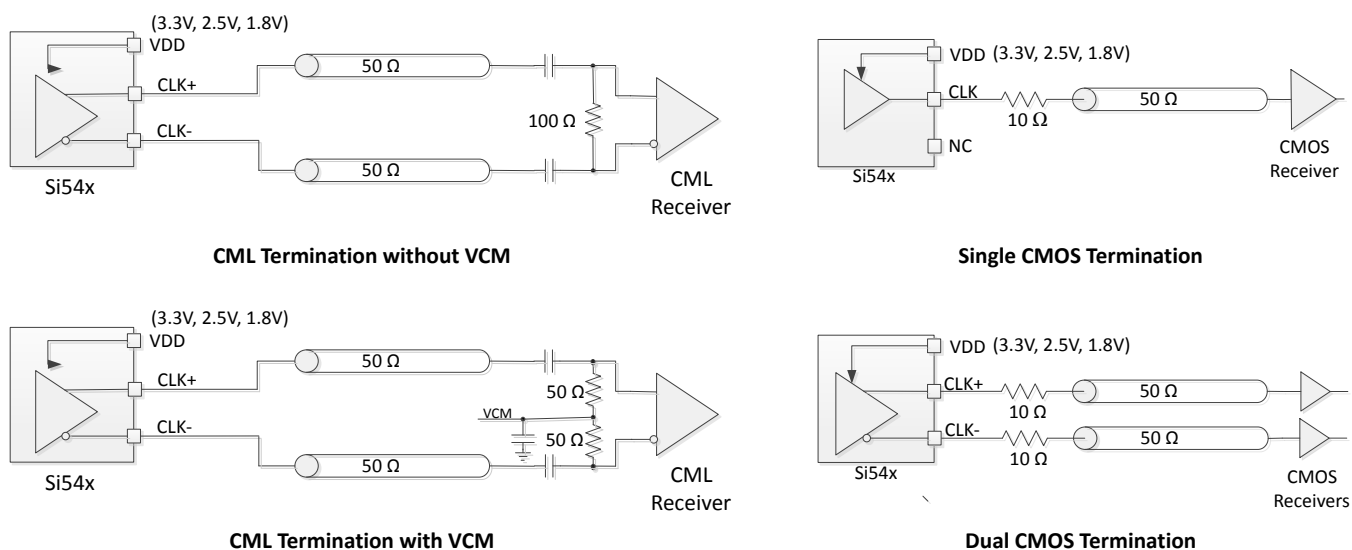 (3.3V, 2.5V, 1.8V)
VDD
CLK+
CLK-
50 Ω
50 Ω
100 Ω
Si54x
CML
Receiver
CML Termination without VCM
VDD (3.3V, 2.5V, 1.8V)
CLK
10 Ω
50 Ω
NC
Si54x
CMOS
Receiver
Single CMOS Termination
(3.3V, 2.5V, 1.8V)
VDD
CLK+
CLK-
50 Ω
50 Ω
VCM
50 Ω
50 Ω
Si54x
CML
Receiver
CML Termination with VCM
VDD (3.3V, 2.5V, 1.8V)
CLK+
10 Ω
50 Ω
CLK-
10 Ω
50 Ω
Si54x
CMOS
Receivers
Dual CMOS Termination